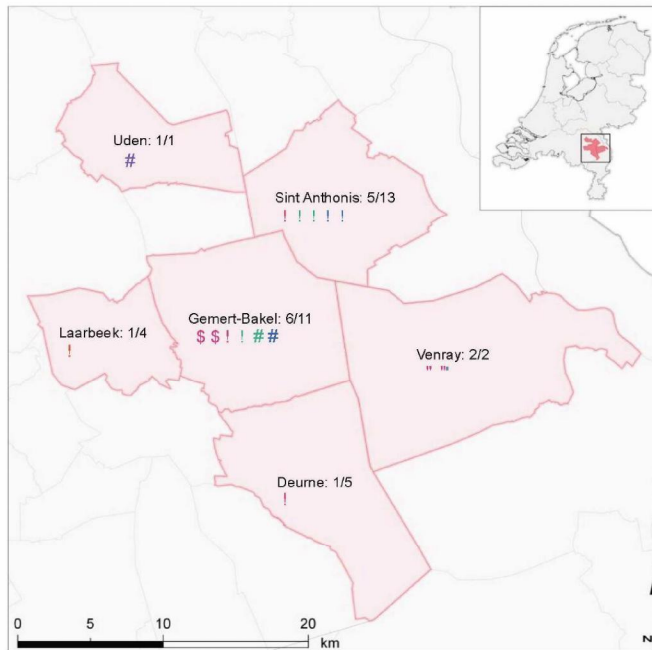 Uden: 1/1
#
Sint Anthonis: 5/13
! ! ! ! !
Gemert-Bakel: 6/11
$ $ ! ! # #
Laarbeek: 1/4
!
Venray: 2/2
" "
Deurne: 1/5
!
0 5 10 20
km
z